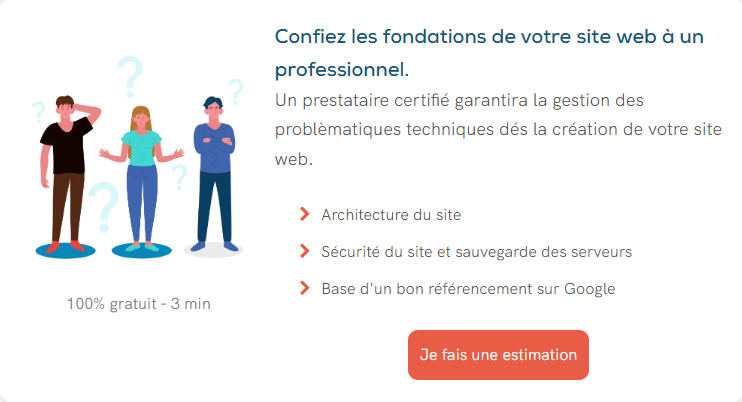 Confiez les fondations de votre site web à un
professionnel.
Un prestataire certifié garantira la gestion des
problèmatiques techniques dés la création de votre site
web.
Architecture du site
Sécurité du site et sauvegarde des serveurs
Base d'un bon référencement sur Google
100% gratuit - 3 min
Je fais une estimation